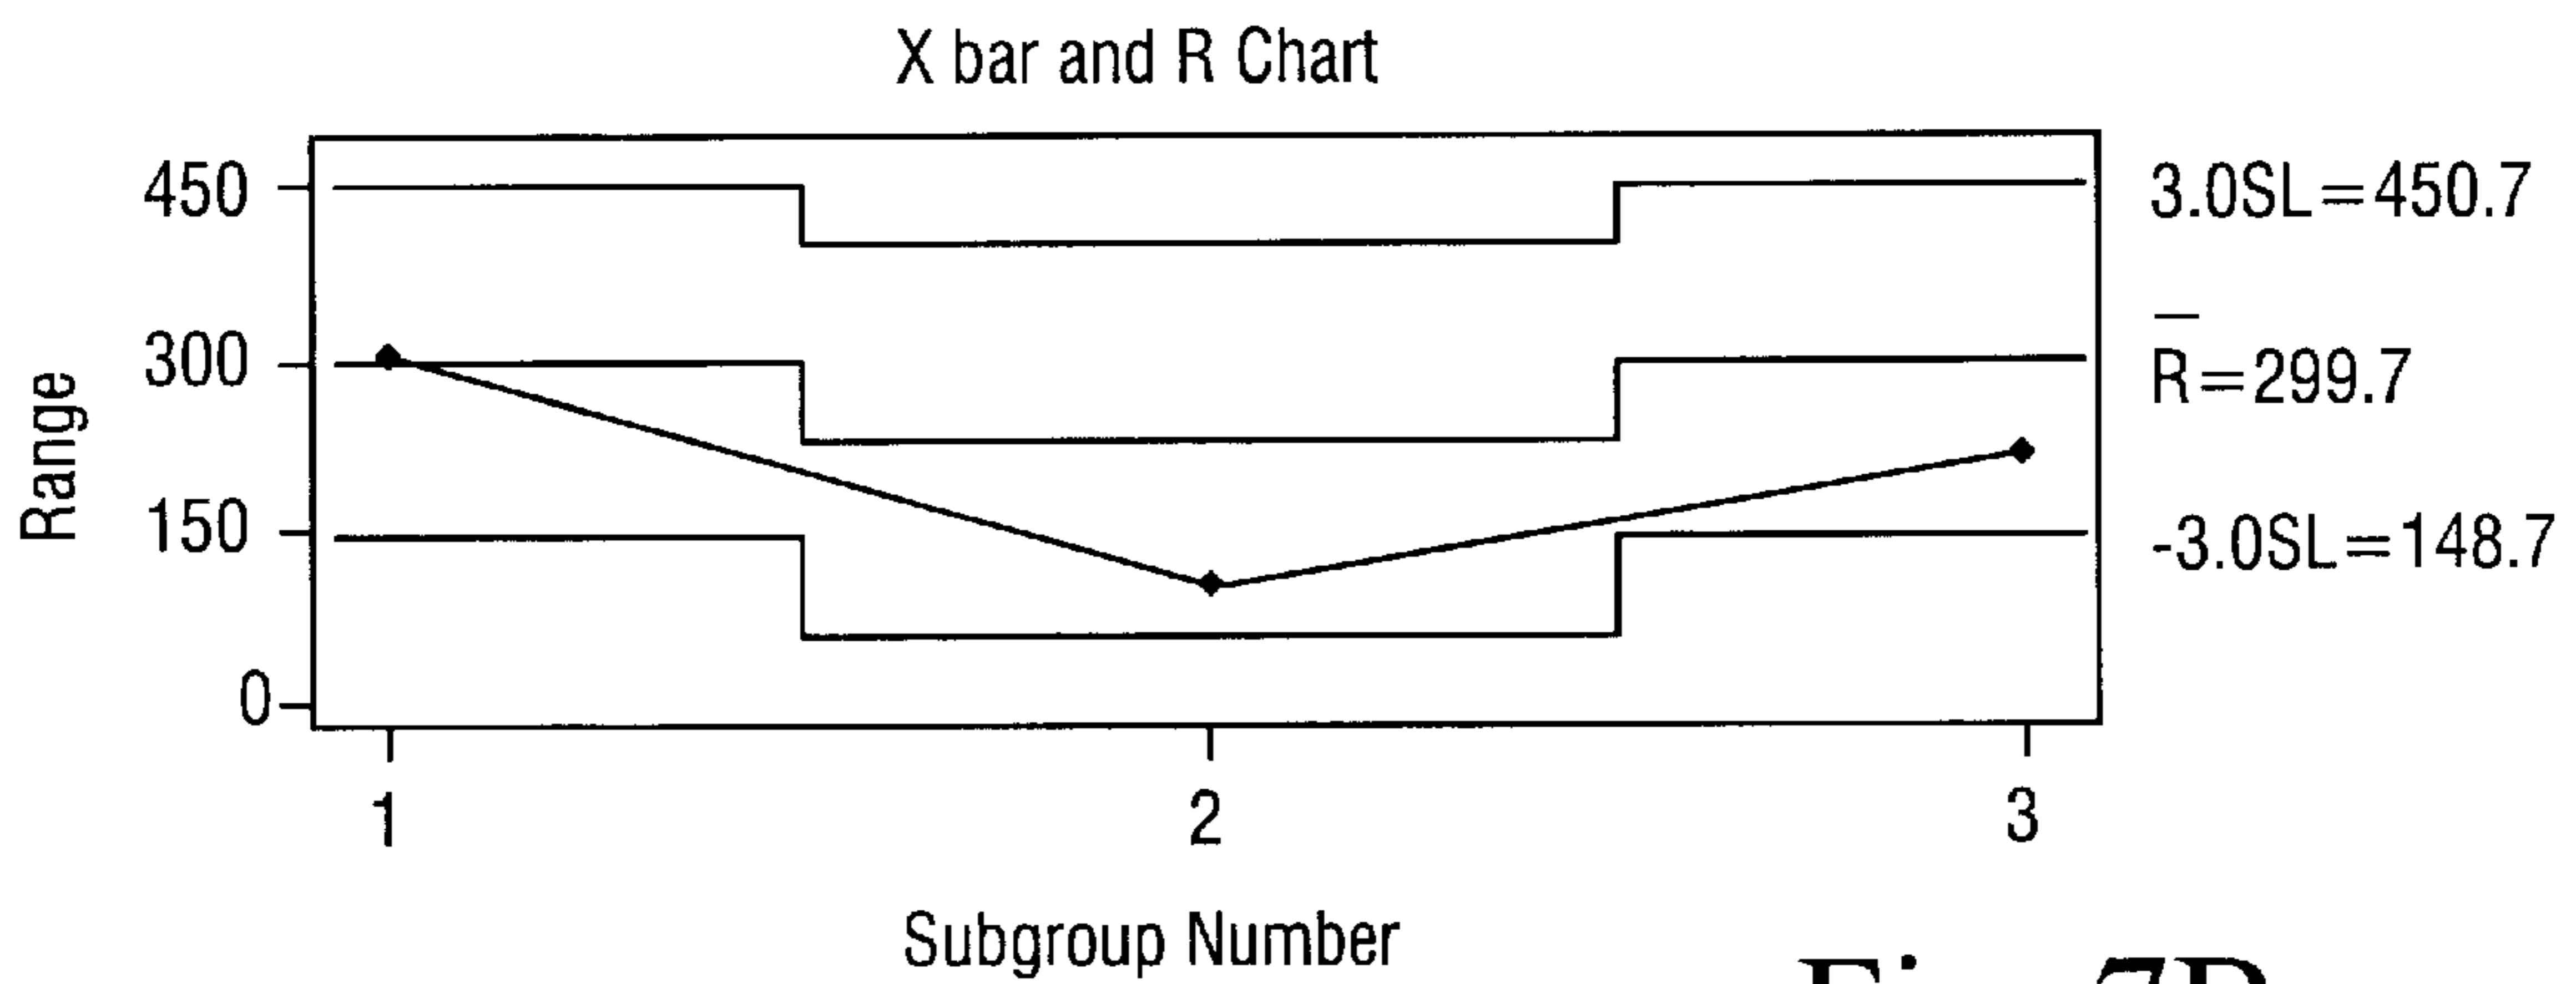 X bar and R Chart
450
300
150
0
Range
3.0SL=450.7
R̅=299.7
-3.0SL=148.7
1 2 3
Subgroup Number